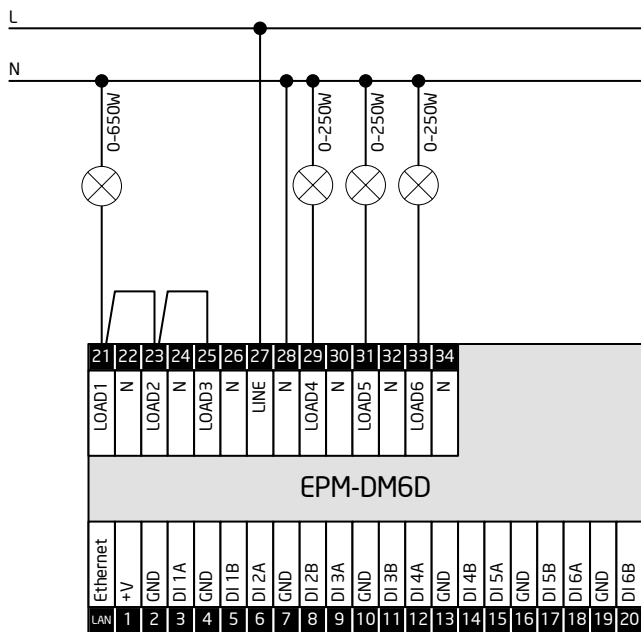 L
N
0-650W
0-250W
0-250W
0-250W
21 22 23 24 25 26 27 28 29 30 31 32 33 34
LOAD1 N LOAD2 N LOAD3 N LINE N LOAD4 N LOAD5 N LOAD6 N
EPM-DM6D
Ethernet +V GND DI 1A GND DI 1B DI 2A GND DI 2B DI 3A GND DI 3B DI 4A GND DI 4B DI 5A GND DI 5B DI 6A GND DI 6B
LAN 1 2 3 4 5 6 7 8 9 10 11 12 13 14 15 16 17 18 19 20